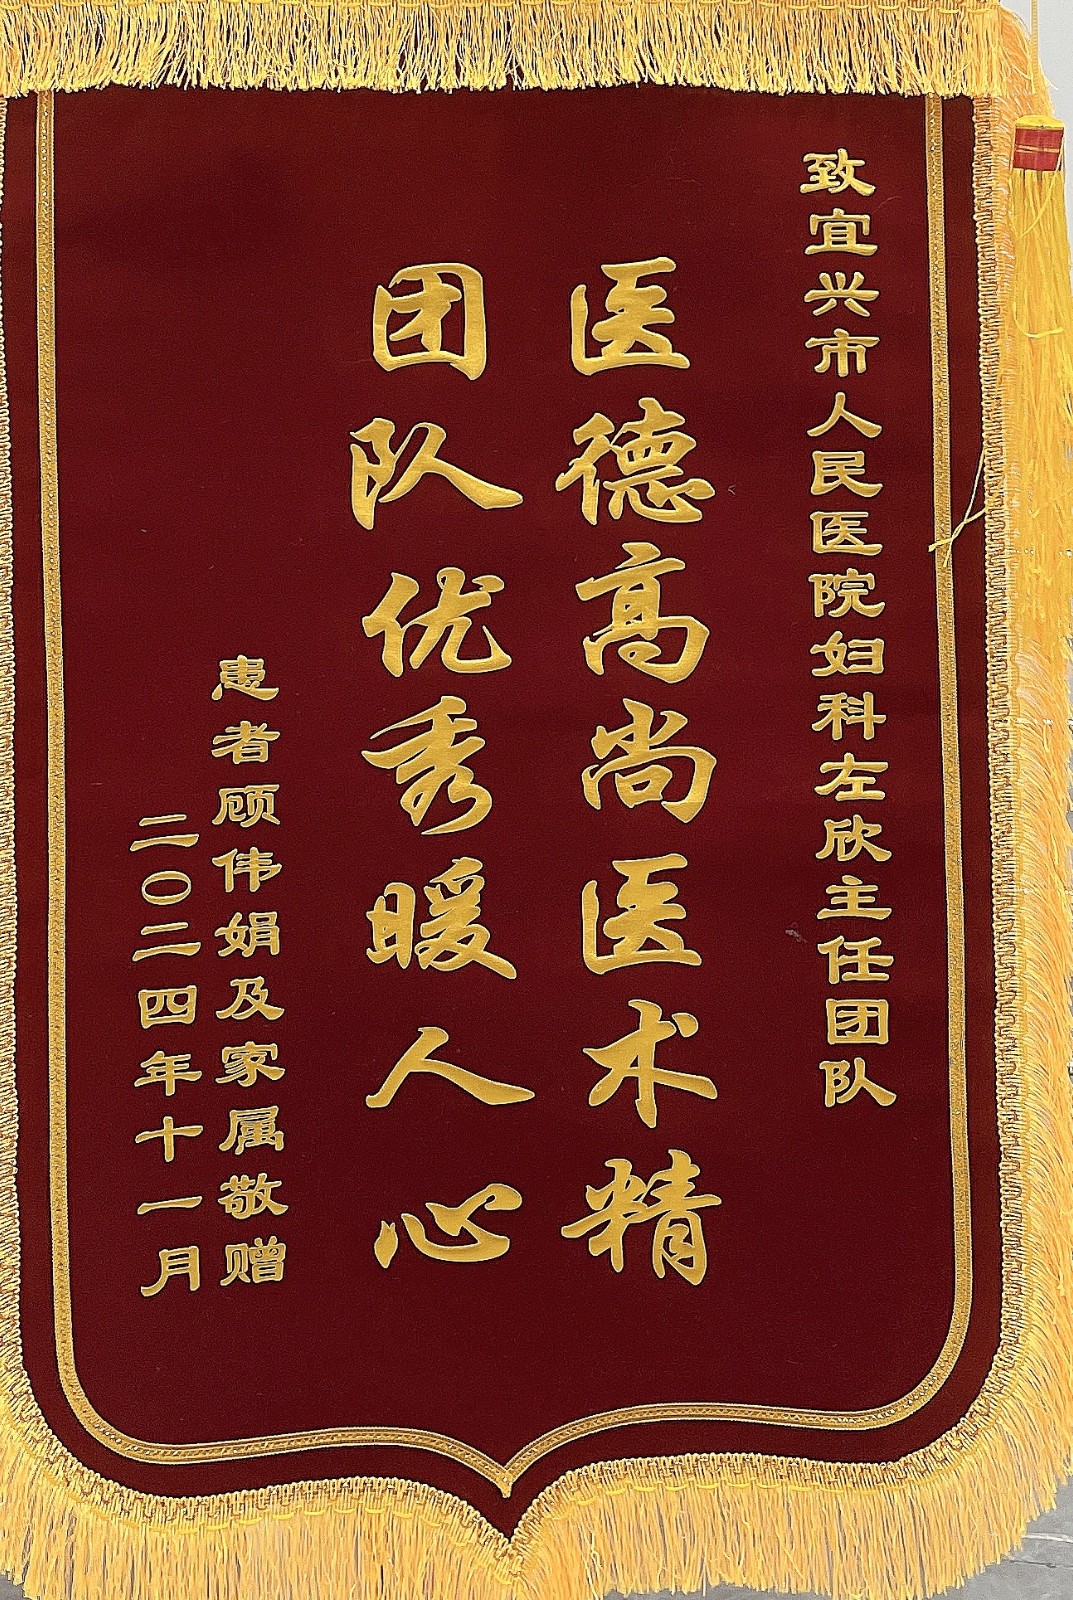 致宜兴市人民医院妇科左欣主任团队
医德高尚医术精
团队优秀暖人心
患者顾伟娟及家属敬赠
二〇二四年十一月